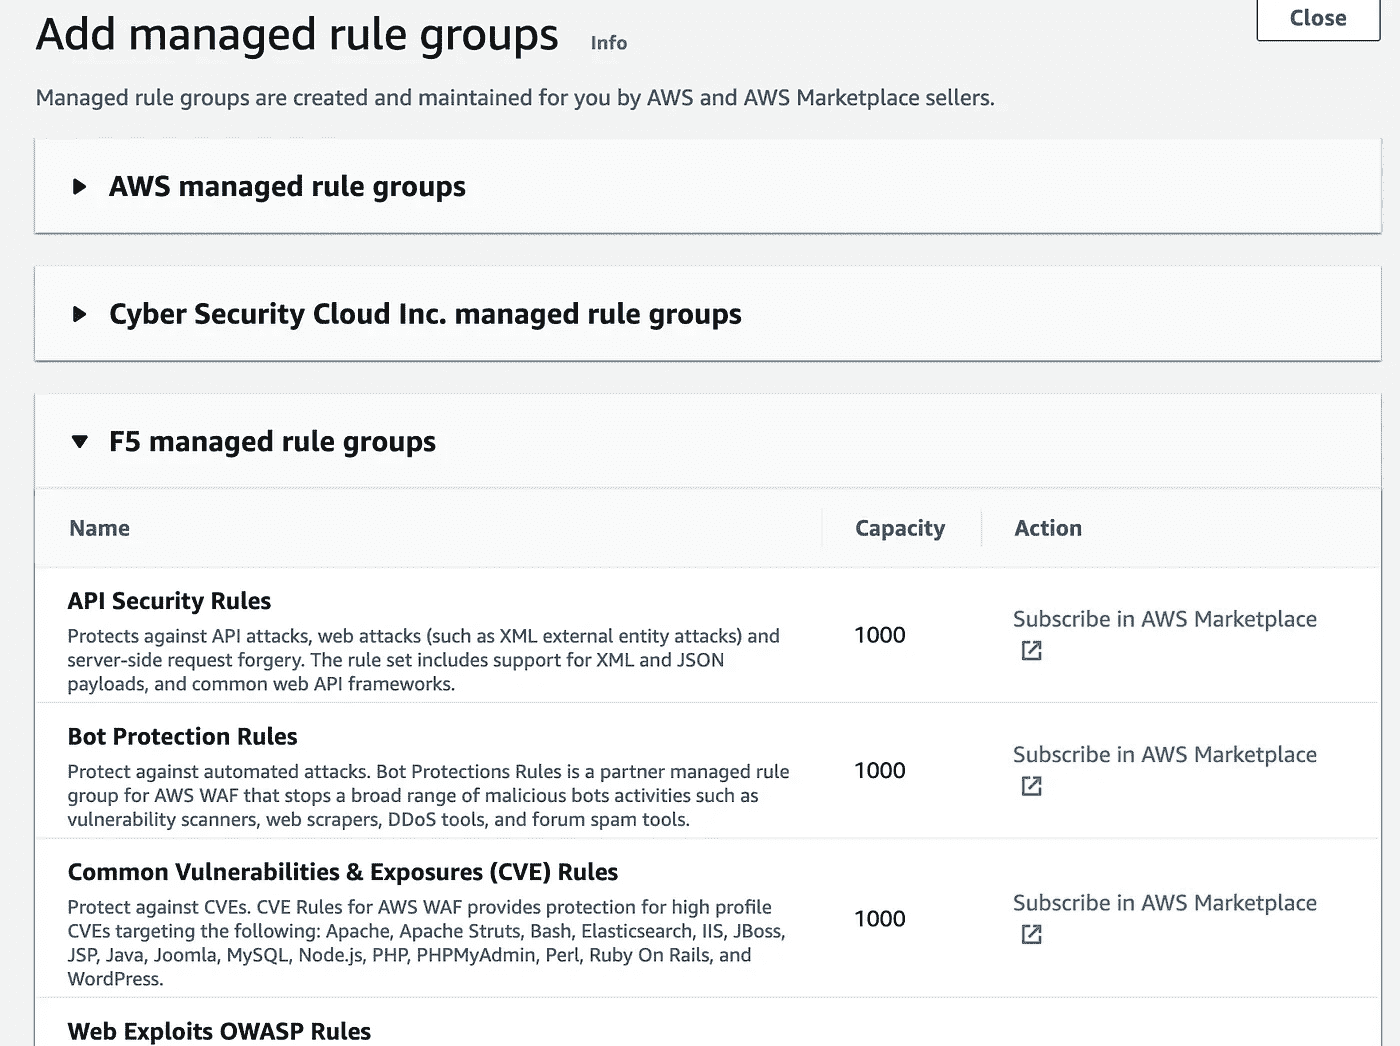 Add managed rule groups Info
Close
Managed rule groups are created and maintained for you by AWS and AWS Marketplace sellers.
AWS managed rule groups
Cyber Security Cloud Inc. managed rule groups
F5 managed rule groups
Name Capacity Action
API Security Rules
Protects against API attacks, web attacks (such as XML external entity attacks) and
server-side request forgery. The rule set includes support for XML and JSON
payloads, and common web API frameworks.
1000
Subscribe in AWS Marketplace
Bot Protection Rules
Protect against automated attacks. Bot Protections Rules is a partner managed rule
group for AWS WAF that stops a broad range of malicious bots activities such as
vulnerability scanners, web scrapers, DDoS tools, and forum spam tools.
1000
Subscribe in AWS Marketplace
Common Vulnerabilities & Exposures (CVE) Rules
Protect against CVEs. CVE Rules for AWS WAF provides protection for high profile
CVEs targeting the following: Apache, Apache Struts, Bash, Elasticsearch, IIS, JBoss,
JSP, Java, Joomla, MySQL, Node.js, PHP, PHPMyAdmin, Perl, Ruby On Rails, and
WordPress.
1000
Subscribe in AWS Marketplace
Web Exploits OWASP Rules